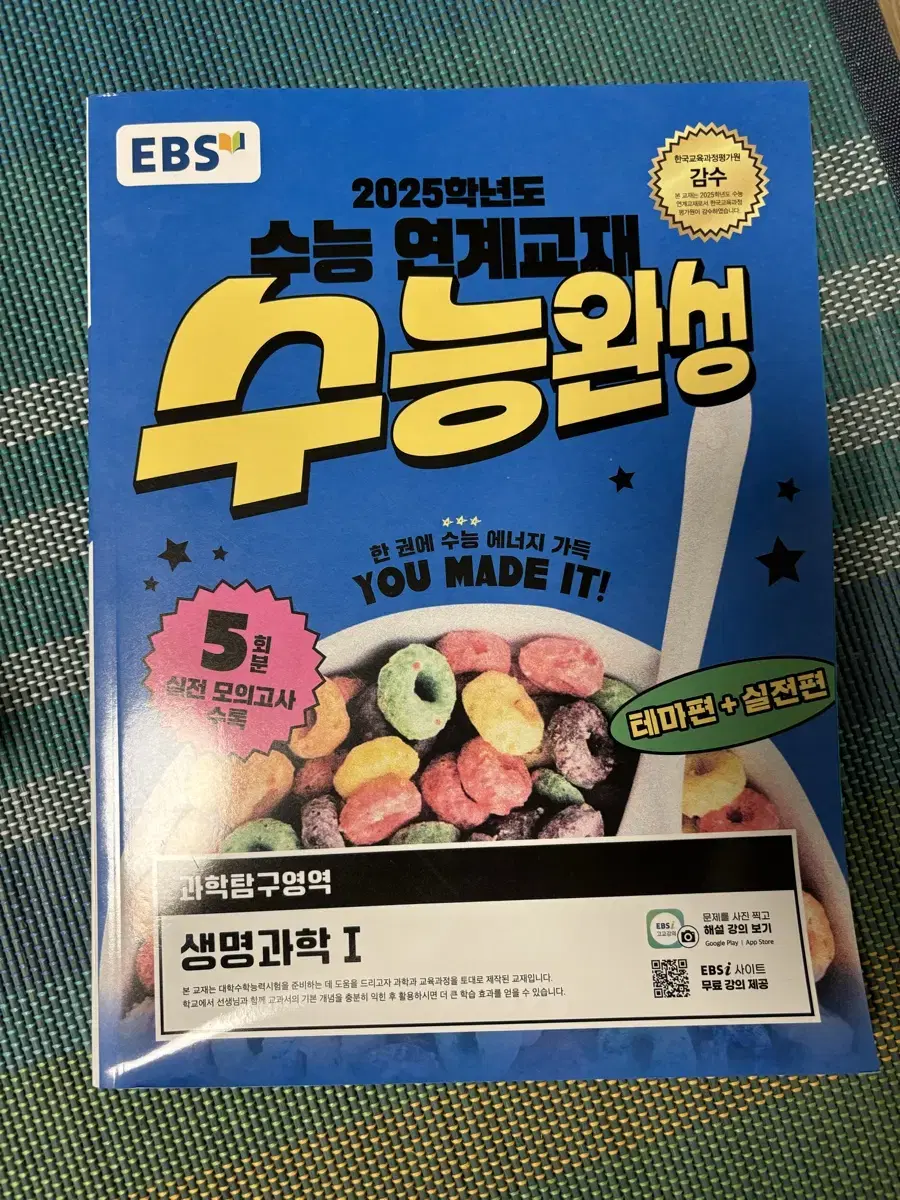 EBS
한국교육과정평가원
감수
본 교재는 2025학년도 수능
연계교재로서 한국교육과정
평가원이 감수하였습니다.
2025학년도
수능 연계교재
수능완성
한 권에 수능 에너지 가득
YOU MADE IT!
5회분
실전 모의고사
수록
테마편 + 실전편
과학탐구영역
생명과학 I
본 교재는 대학수학능력시험을 준비하는 데 도움을 드리고자 과학과 교육과정을 토대로 제작된 교재입니다.
학교에서 선생님과 함께 교과서의 기본 개념을 충분히 익힌 후 활용하시면 더 큰 학습 효과를 얻을 수 있습니다.
EBSi
고교강의
문제를 사진 찍고
해설 강의 보기
Google Play | App Store
EBSi 사이트
무료 강의 제공